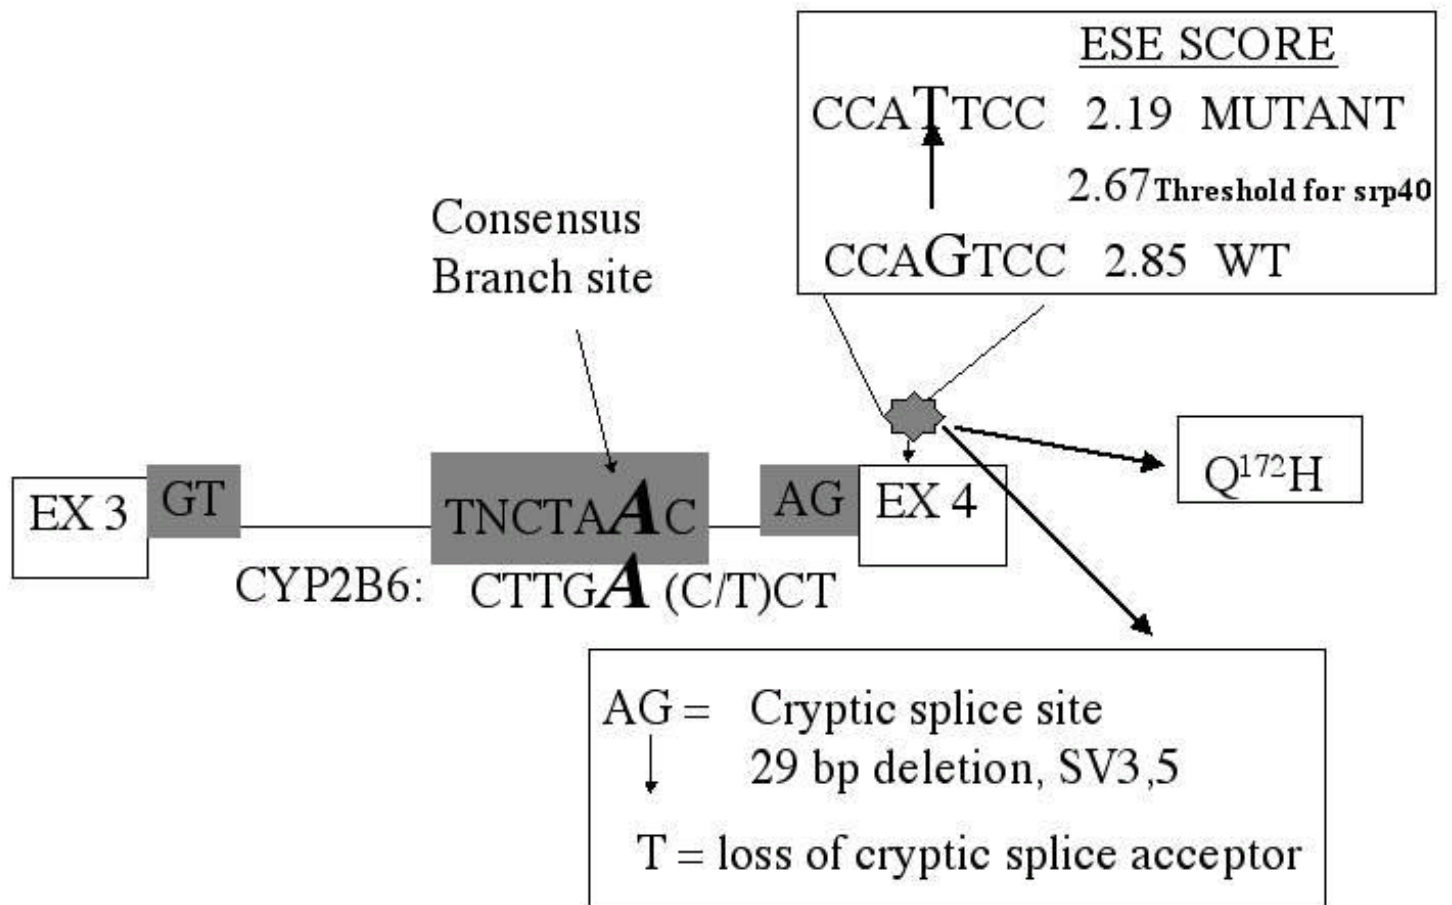 ESE SCORE
CCATTCC 2.19 MUTANT
2.67 Threshold for srp40
CCAGTCC 2.85 WT
Consensus
Branch site
EX 3
GT
TNCTAAAC
AG
EX 4
Q172H
CYP2B6: CTTGA (C/T)CT
AG = Cryptic splice site
29 bp deletion, SV3,5
T = loss of cryptic splice acceptor